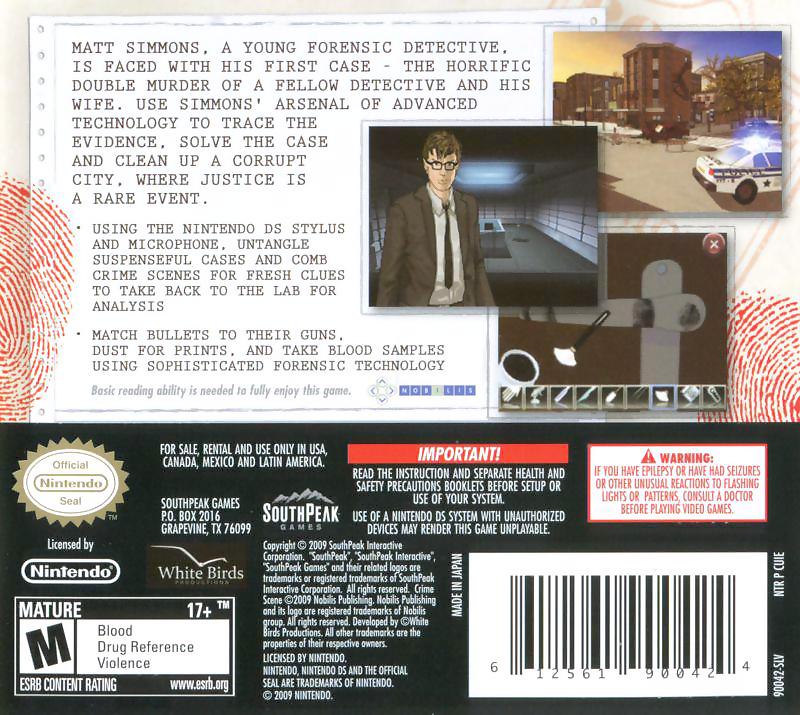 MATT SIMMONS, A YOUNG FORENSIC DETECTIVE,
IS FACED WITH HIS FIRST CASE - THE HORRIFIC
DOUBLE MURDER OF A FELLOW DETECTIVE AND HIS
WIFE. USE SIMMONS' ARSENAL OF ADVANCED
TECHNOLOGY TO TRACE THE
EVIDENCE, SOLVE THE CASE
AND CLEAN UP A CORRUPT
CITY, WHERE JUSTICE IS
A RARE EVENT.
· USING THE NINTENDO DS STYLUS
AND MICROPHONE, UNTANGLE
SUSPENSEFUL CASES AND COMB
CRIME SCENES FOR FRESH CLUES
TO TAKE BACK TO THE LAB FOR
ANALYSIS
· MATCH BULLETS TO THEIR GUNS,
DUST FOR PRINTS, AND TAKE BLOOD SAMPLES
USING SOPHISTICATED FORENSIC TECHNOLOGY
Basic reading ability is needed to fully enjoy this game.
NOBILIS
Official
Nintendo
Seal
TM
Licensed by
Nintendo®
FOR SALE, RENTAL AND USE ONLY IN USA,
CANADA, MEXICO AND LATIN AMERICA.
SOUTHPEAK GAMES
P.O. BOX 2016
GRAPEVINE, TX 76099
SOUTHPEAK
GAMES
White Birds
PRODUCTIONS
IMPORTANT!
READ THE INSTRUCTION AND SEPARATE HEALTH AND
SAFETY PRECAUTIONS BOOKLETS BEFORE SETUP OR
USE OF YOUR SYSTEM.
USE OF A NINTENDO DS SYSTEM WITH UNAUTHORIZED
DEVICES MAY RENDER THIS GAME UNPLAYABLE.
WARNING:
IF YOU HAVE EPILEPSY OR HAVE HAD SEIZURES
OR OTHER UNUSUAL REACTIONS TO FLASHING
LIGHTS OR PATTERNS, CONSULT A DOCTOR
BEFORE PLAYING VIDEO GAMES.
Copyright © 2009 SouthPeak Interactive
Corporation. "SouthPeak", "SouthPeak Interactive",
"SouthPeak Games" and their related logos are
trademarks or registered trademarks of SouthPeak
Interactive Corporation. All rights reserved. Crime
Scene ©2009 Nobilis Publishing. Nobilis Publishing
and its logo are registered trademarks of Nobilis
group. All rights reserved. Developed by ©White
Birds Productions. All other trademarks are the
properties of their respective owners.
LICENSED BY NINTENDO.
NINTENDO, NINTENDO DS AND THE OFFICIAL
SEAL ARE TRADEMARKS OF NINTENDO.
© 2009 NINTENDO.
MATURE 17+ TM
M
Blood
Drug Reference
Violence
ESRB CONTENT RATING www.esrb.org
MADE IN JAPAN
6 12561 90042 4
NTR P CUIE
90042-SLV